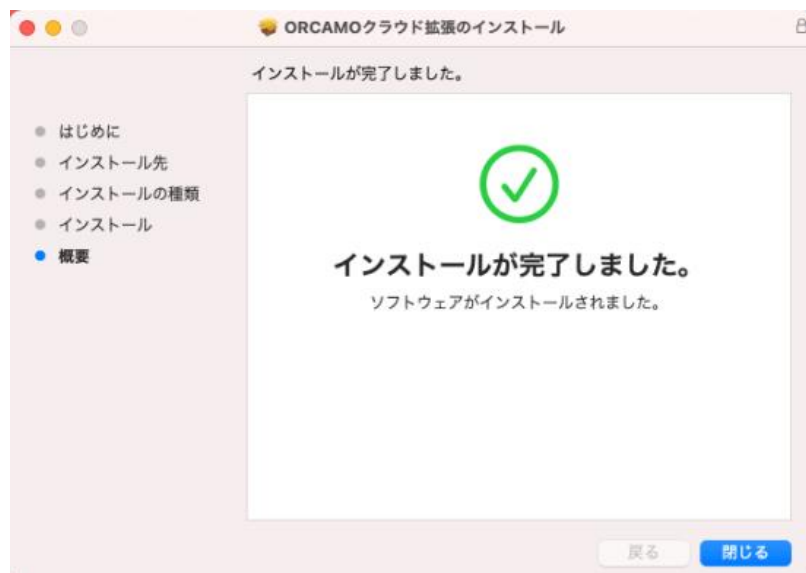 ORCAMOクラウド拡張のインストール
インストールが完了しました。
はじめに
インストール先
インストールの種類
インストール
概要
インストールが完了しました。
ソフトウェアがインストールされました。
戻る
閉じる